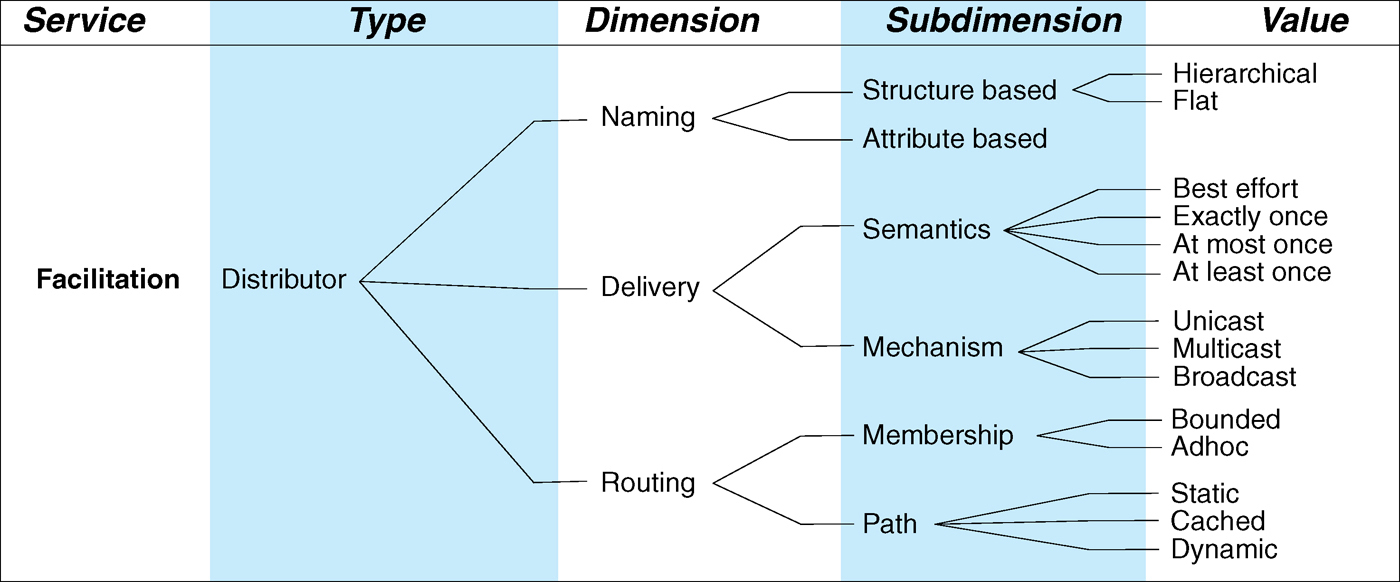 Service Type Dimension Subdimension Value
Facilitation
Distributor
Naming
Structure based
Hierarchical
Flat
Attribute based
Delivery
Semantics
Best effort
Exactly once
At most once
At least once
Mechanism
Unicast
Multicast
Broadcast
Routing
Membership
Bounded
Adhoc
Path
Static
Cached
Dynamic